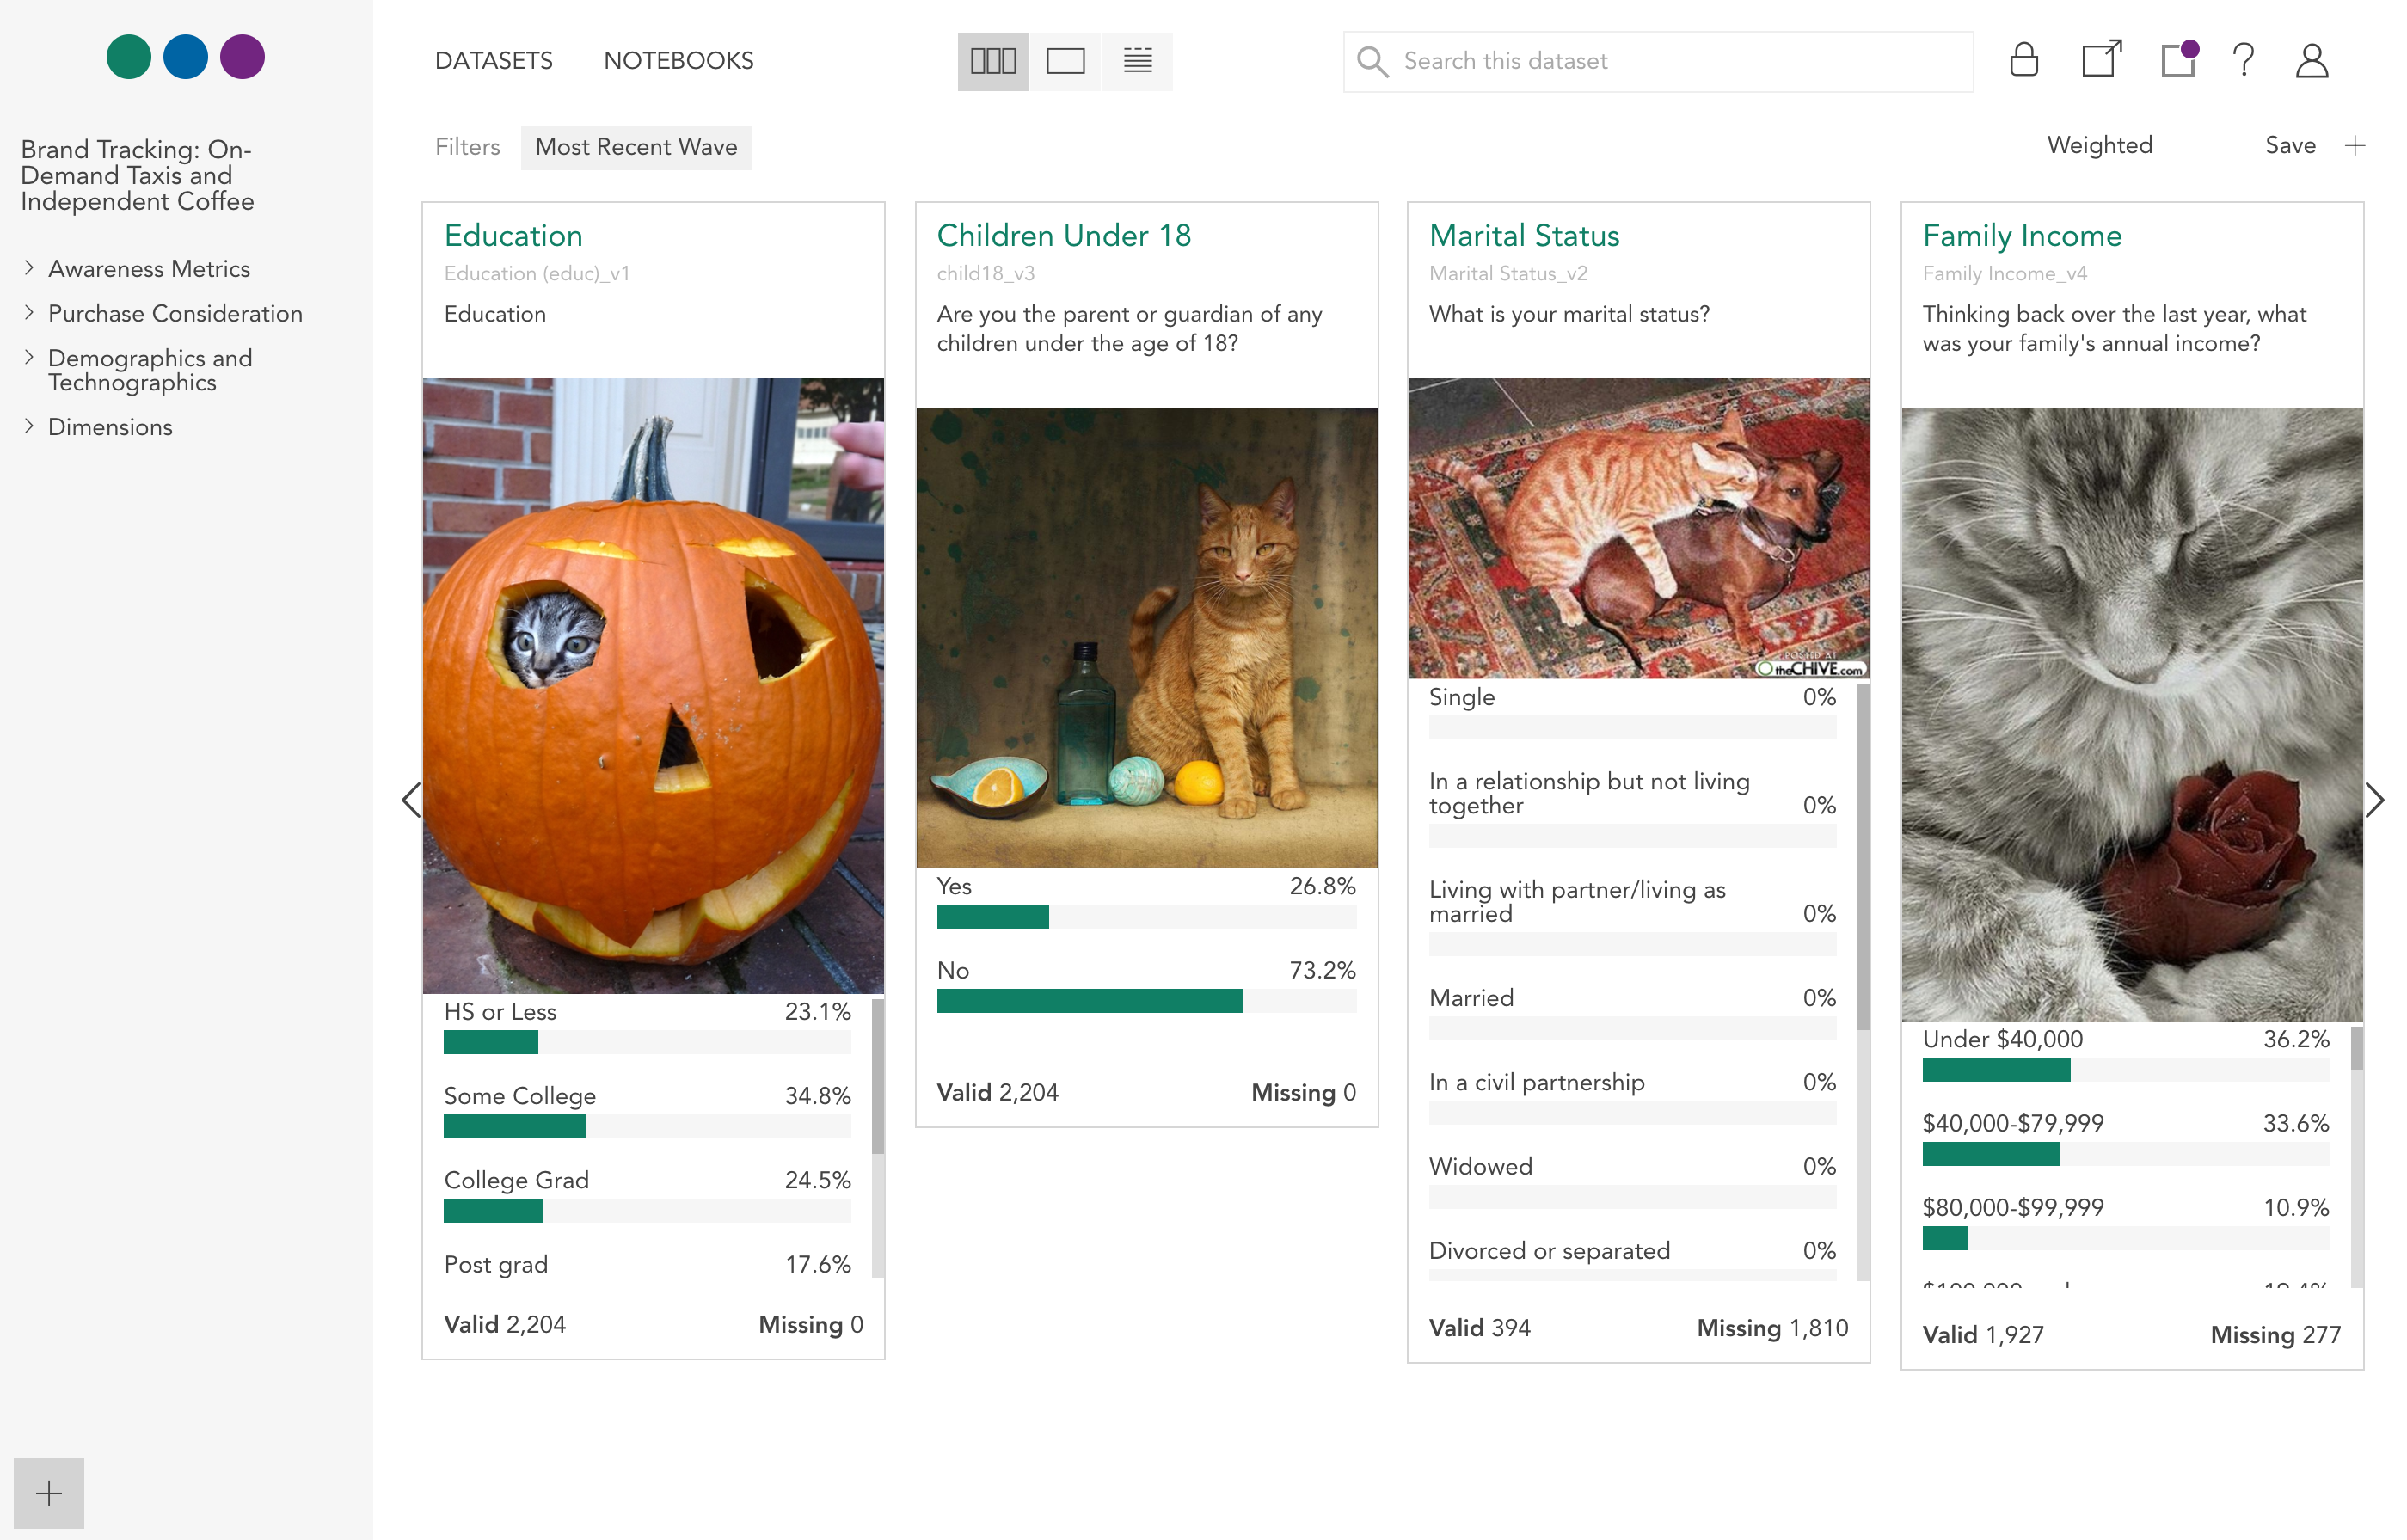 DATASETS
NOTEBOOKS
Search this dataset
Filters
Most Recent Wave
Weighted
Save
Brand Tracking: On-
Demand Taxis and
Independent Coffee
Awareness Metrics
Purchase Consideration
Demographics and
Technographics
Dimensions
Education
Education (educ)_v1
Education
HS or Less 23.1%
Some College 34.8%
College Grad 24.5%
Post grad 17.6%
Valid 2,204 Missing 0
Children Under 18
child18_v3
Are you the parent or guardian of any
children under the age of 18?
Yes 26.8%
No 73.2%
Valid 2,204 Missing 0
Marital Status
Marital Status_v2
What is your marital status?
POSTED AT
theCHIVE.com
Single 0%
In a relationship but not living
together 0%
Living with partner/living as
married 0%
Married 0%
In a civil partnership 0%
Widowed 0%
Divorced or separated 0%
Valid 394 Missing 1,810
Family Income
Family Income_v4
Thinking back over the last year, what
was your family's annual income?
Under $40,000 36.2%
$40,000-$79,999 33.6%
$80,000-$99,999 10.9%
Valid 1,927 Missing 277